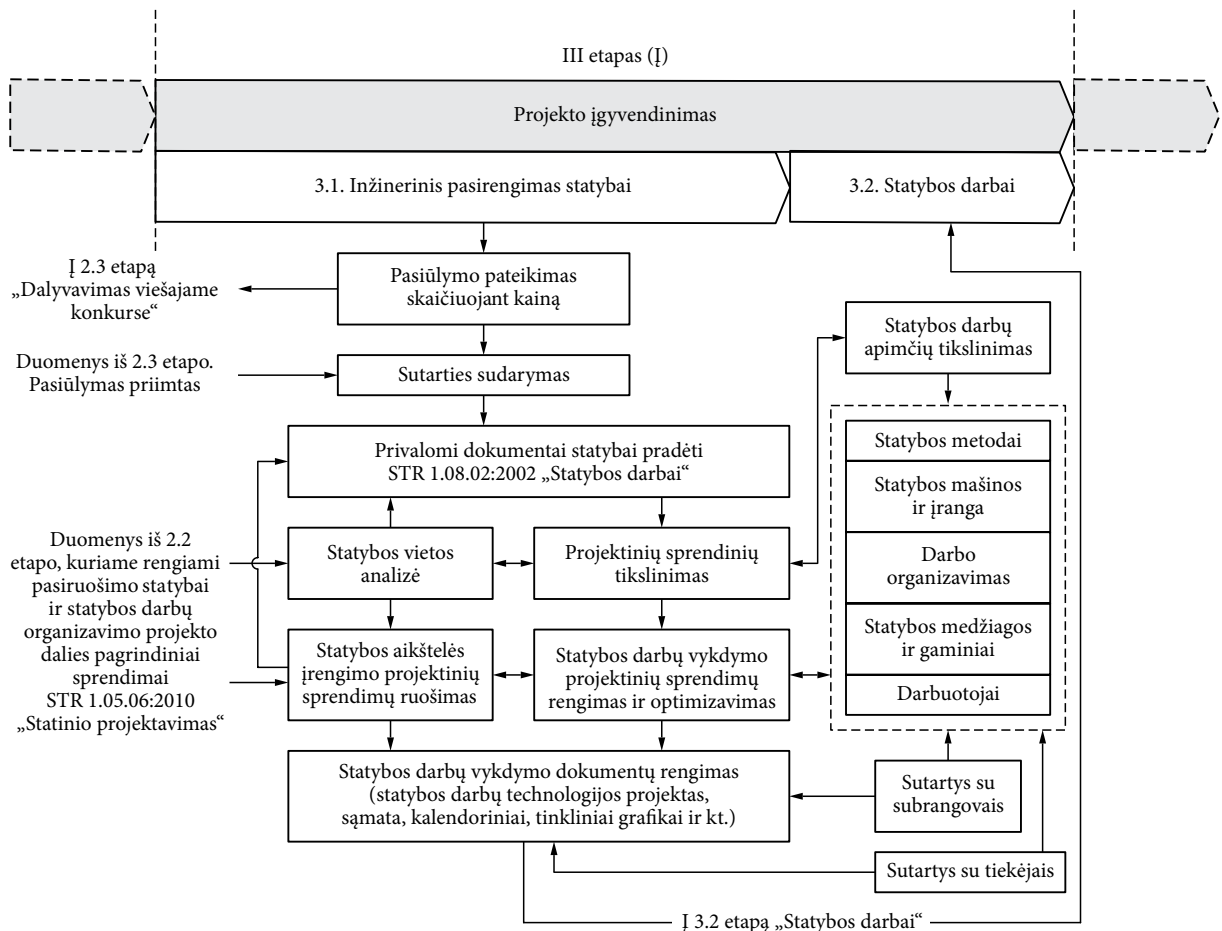 III etapas (Į)
Projekto įgyvendinimas
3.1. Inžinerinis pasirengimas statybai
3.2. Statybos darbai
Į 2.3 etapą
„Dalyvavimas viešajame
konkurse“
Pasiūlymo pateikimas
skaičiuojant kainą
Duomenys iš 2.3 etapo.
Pasiūlymas priimtas
Sutarties sudarymas
Statybos darbų
apimčių tikslinimas
Privalomi dokumentai statybai pradėti
STR 1.08.02:2002 „Statybos darbai“
Statybos metodai
Statybos mašinos
ir įranga
Darbo
organizavimas
Statybos medžiagos
ir gaminiai
Darbuotojai
Duomenys iš 2.2
etapo, kuriame rengiami
pasiruošimo statybai
ir statybos darbų
organizavimo projekto
dalies pagrindiniai
sprendimai
STR 1.05.06:2010
„Statinio projektavimas“
Statybos vietos
analizė
Projektinių sprendinių
tikslinimas
Statybos aikštelės
įrengimo projektinių
sprendimų ruošimas
Statybos darbų vykdymo
projektinių sprendimų
rengimas ir optimizavimas
Statybos darbų vykdymo dokumentų rengimas
(statybos darbų technologijos projektas,
sąmata, kalendoriniai, tinkliniai grafikai ir kt.)
Sutartys su
subrangovais
Sutartys su tiekėjais
Į 3.2 etapą „Statybos darbai“